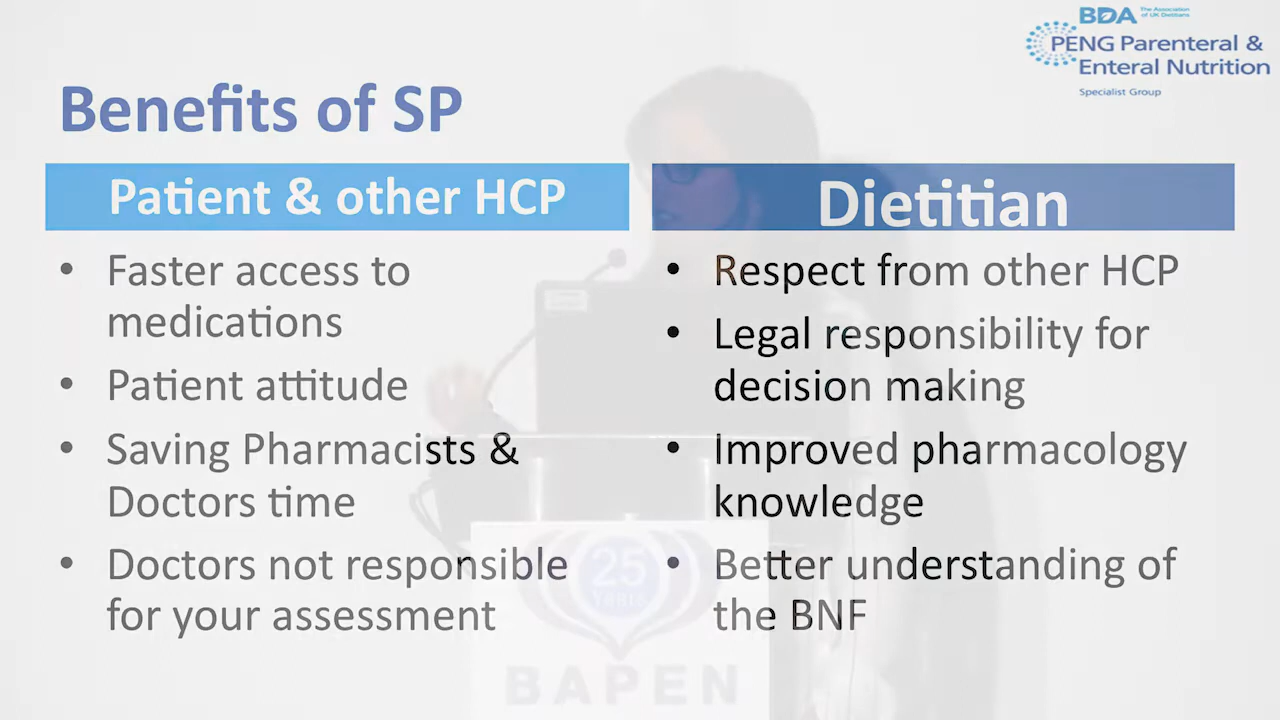 BDA The Association of UK Dietitians
PENG Parenteral &
Enteral Nutrition
Specialist Group
Benefits of SP
Patient & other HCP
• Faster access to
medications
• Patient attitude
• Saving Pharmacists &
Doctors time
• Doctors not responsible
for your assessment
Dietitian
• Respect from other HCP
• Legal responsibility for
decision making
• Improved pharmacology
knowledge
• Better understanding of
the BNF
25
YEARS
BAPEN